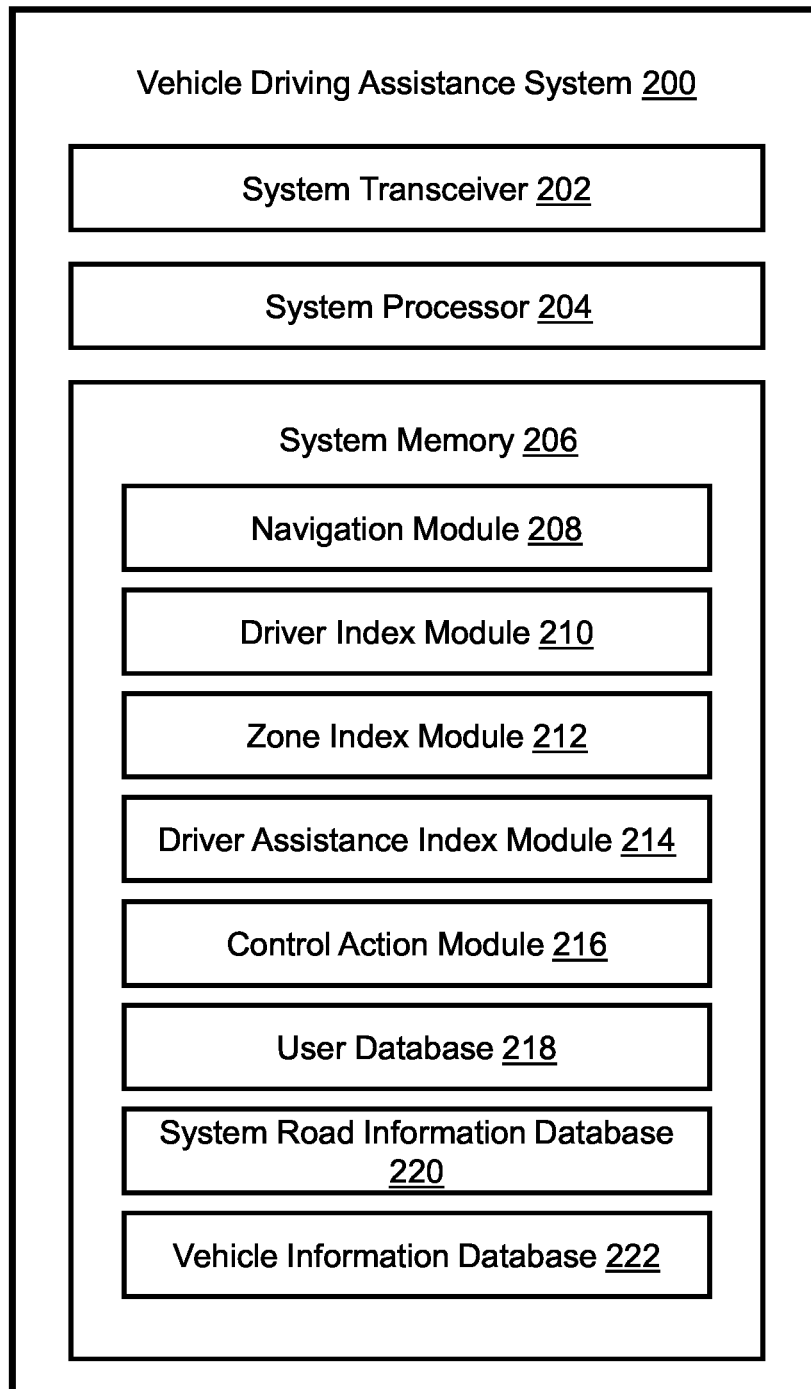 Vehicle Driving Assistance System 200
System Transceiver 202
System Processor 204
System Memory 206
Navigation Module 208
Driver Index Module 210
Zone Index Module 212
Driver Assistance Index Module 214
Control Action Module 216
User Database 218
System Road Information Database
220
Vehicle Information Database 222